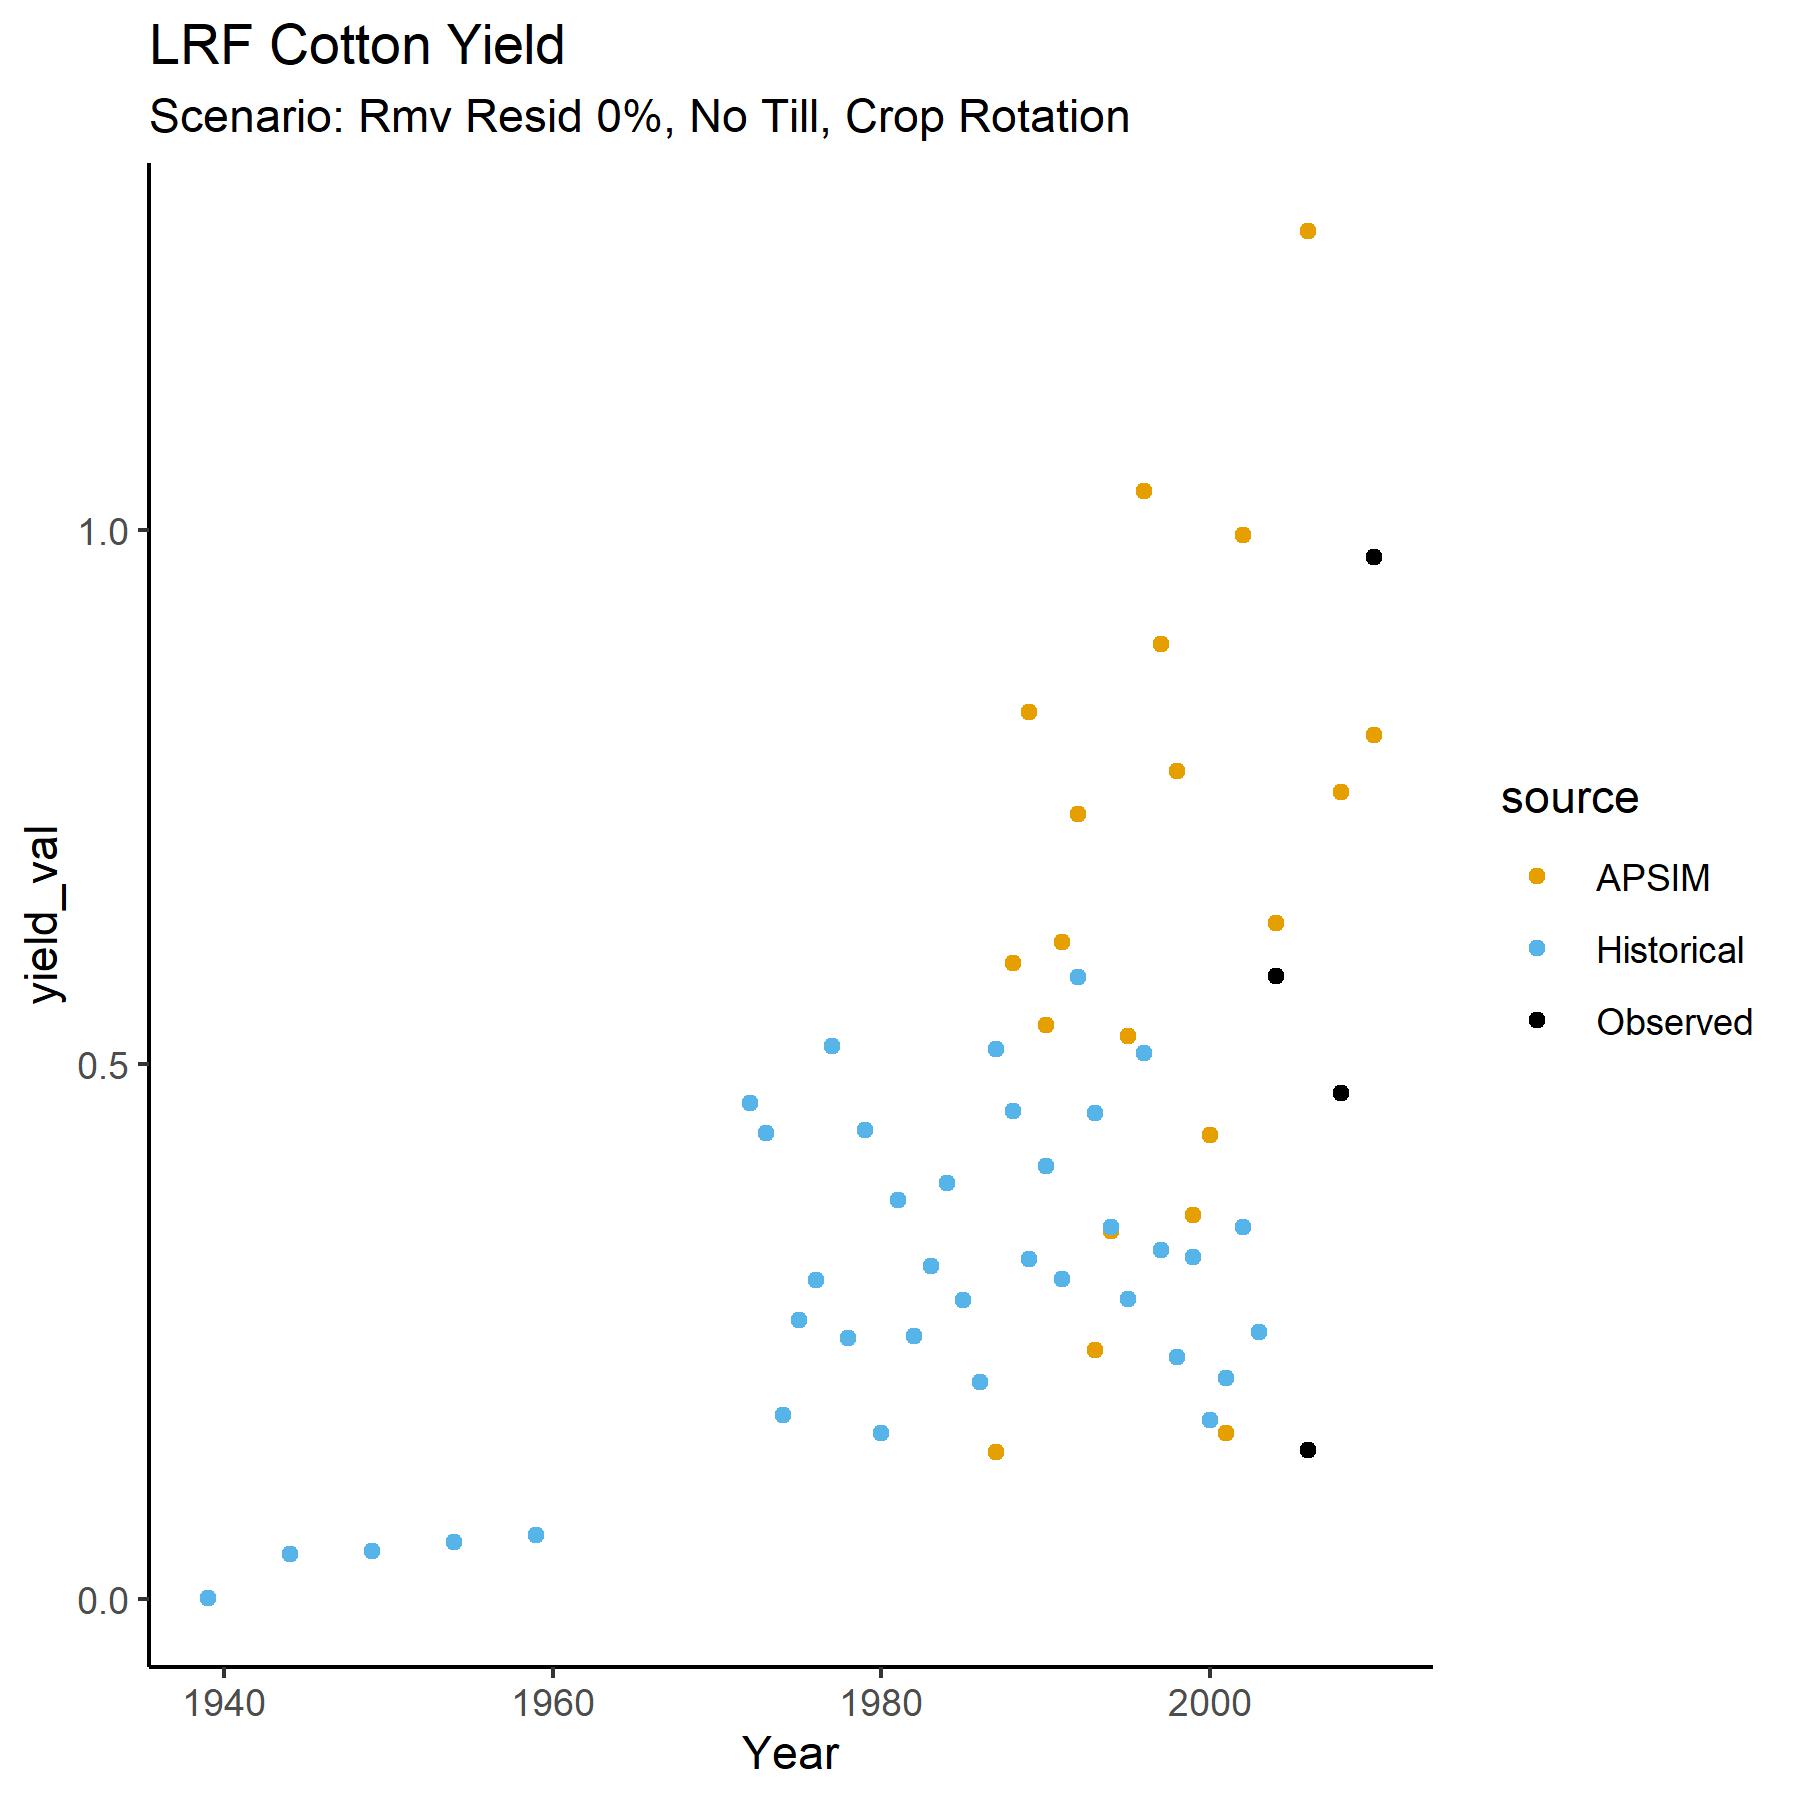 LRF Cotton Yield
Scenario: Rmv Resid 0%, No Till, Crop Rotation
yield_val
1.0
0.5
0.0
1940 1960 1980 2000
Year
source
APSIM
Historical
Observed